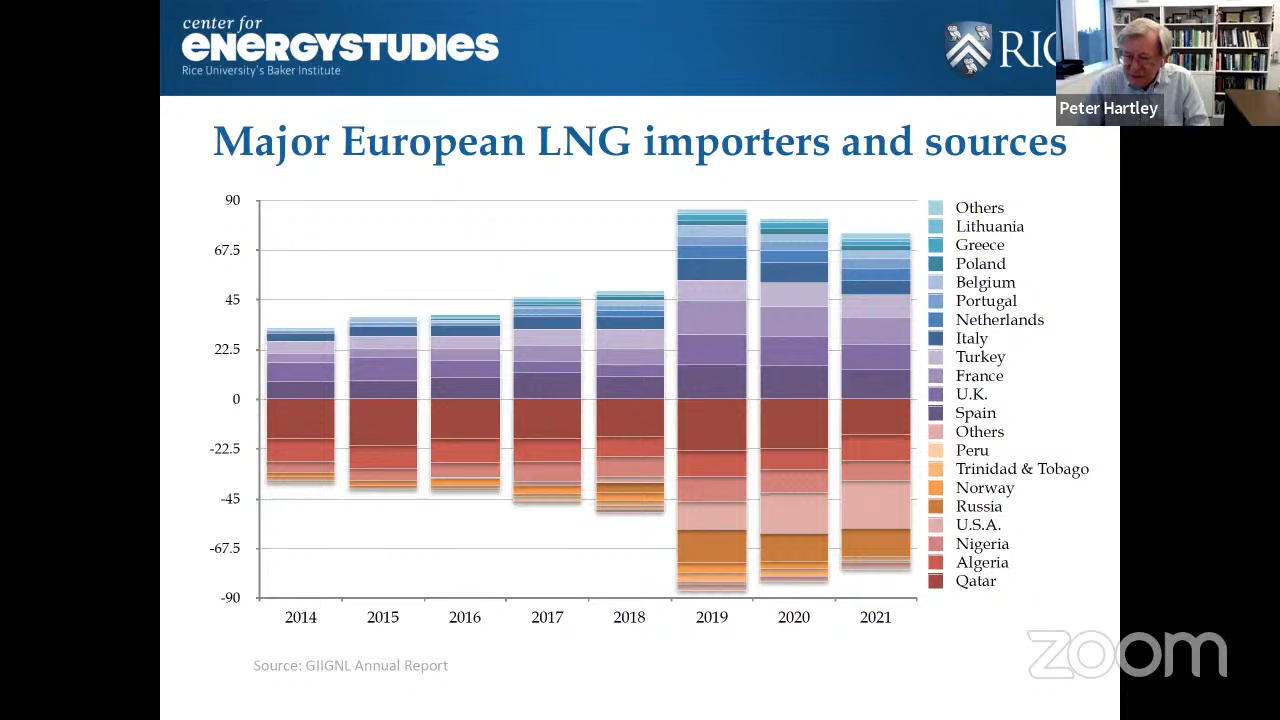 center for
ENERGYSTUDIES
Rice University's Baker Institute
RIC
Peter Hartley
Major European LNG importers and sources
90
67.5
45
22.5
0
-22.5
-45
-67.5
-90
2014 2015 2016 2017 2018 2019 2020 2021
Others
Lithuania
Greece
Poland
Belgium
Portugal
Netherlands
Italy
Turkey
France
U.K.
Spain
Others
Peru
Trinidad & Tobago
Norway
Russia
U.S.A.
Nigeria
Algeria
Qatar
Source: GIIGNL Annual Report
zoom